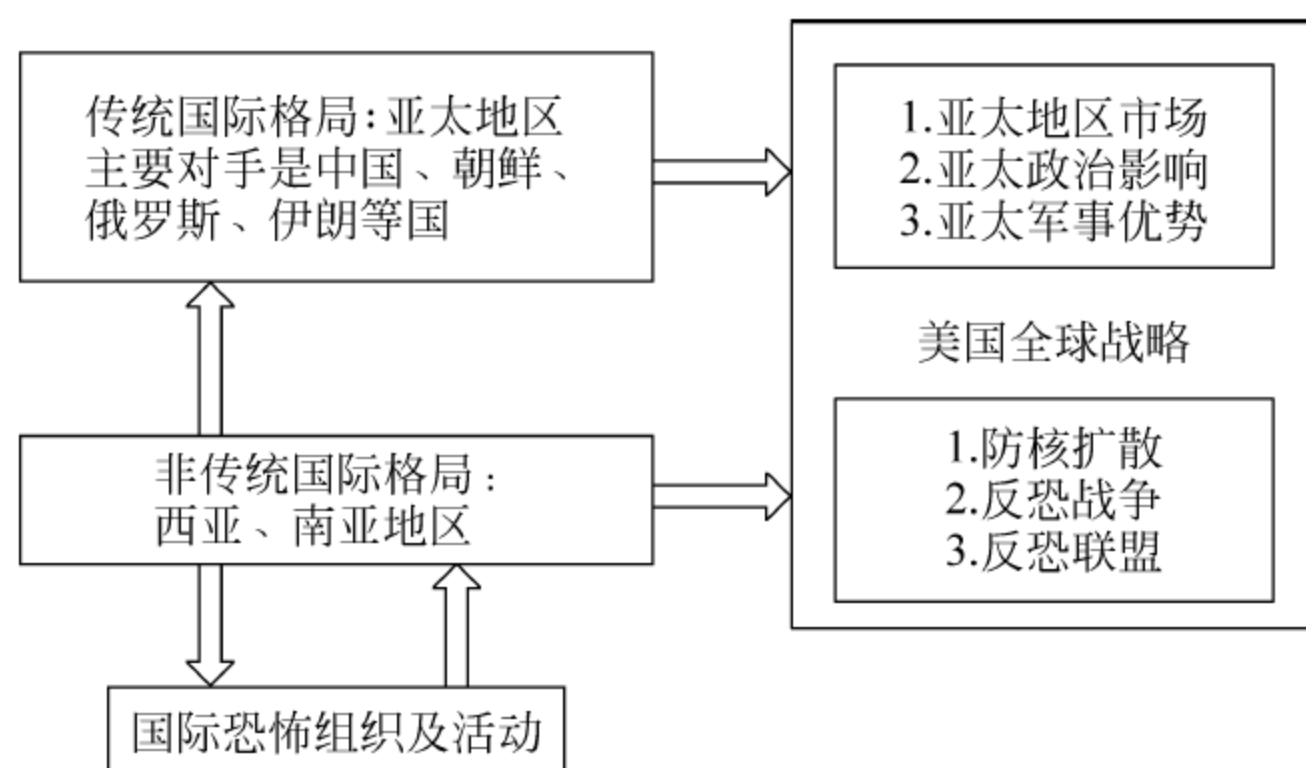 传统国际格局:亚太地区
主要对手是中国、朝鲜、
俄罗斯、伊朗等国
1.亚太地区市场
2.亚太政治影响
3.亚太军事优势
美国全球战略
非传统国际格局:
西亚、南亚地区
1.防核扩散
2.反恐战争
3.反恐联盟
国际恐怖组织及活动